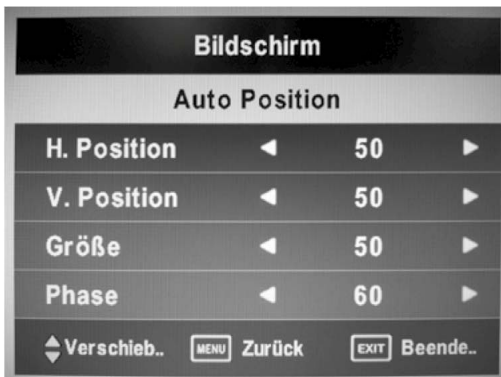 Bildschirm
Auto Position
H. Position 50
V. Position 50
Größe 50
Phase 60
Verschieb.. MENU Zurück EXIT Beende..